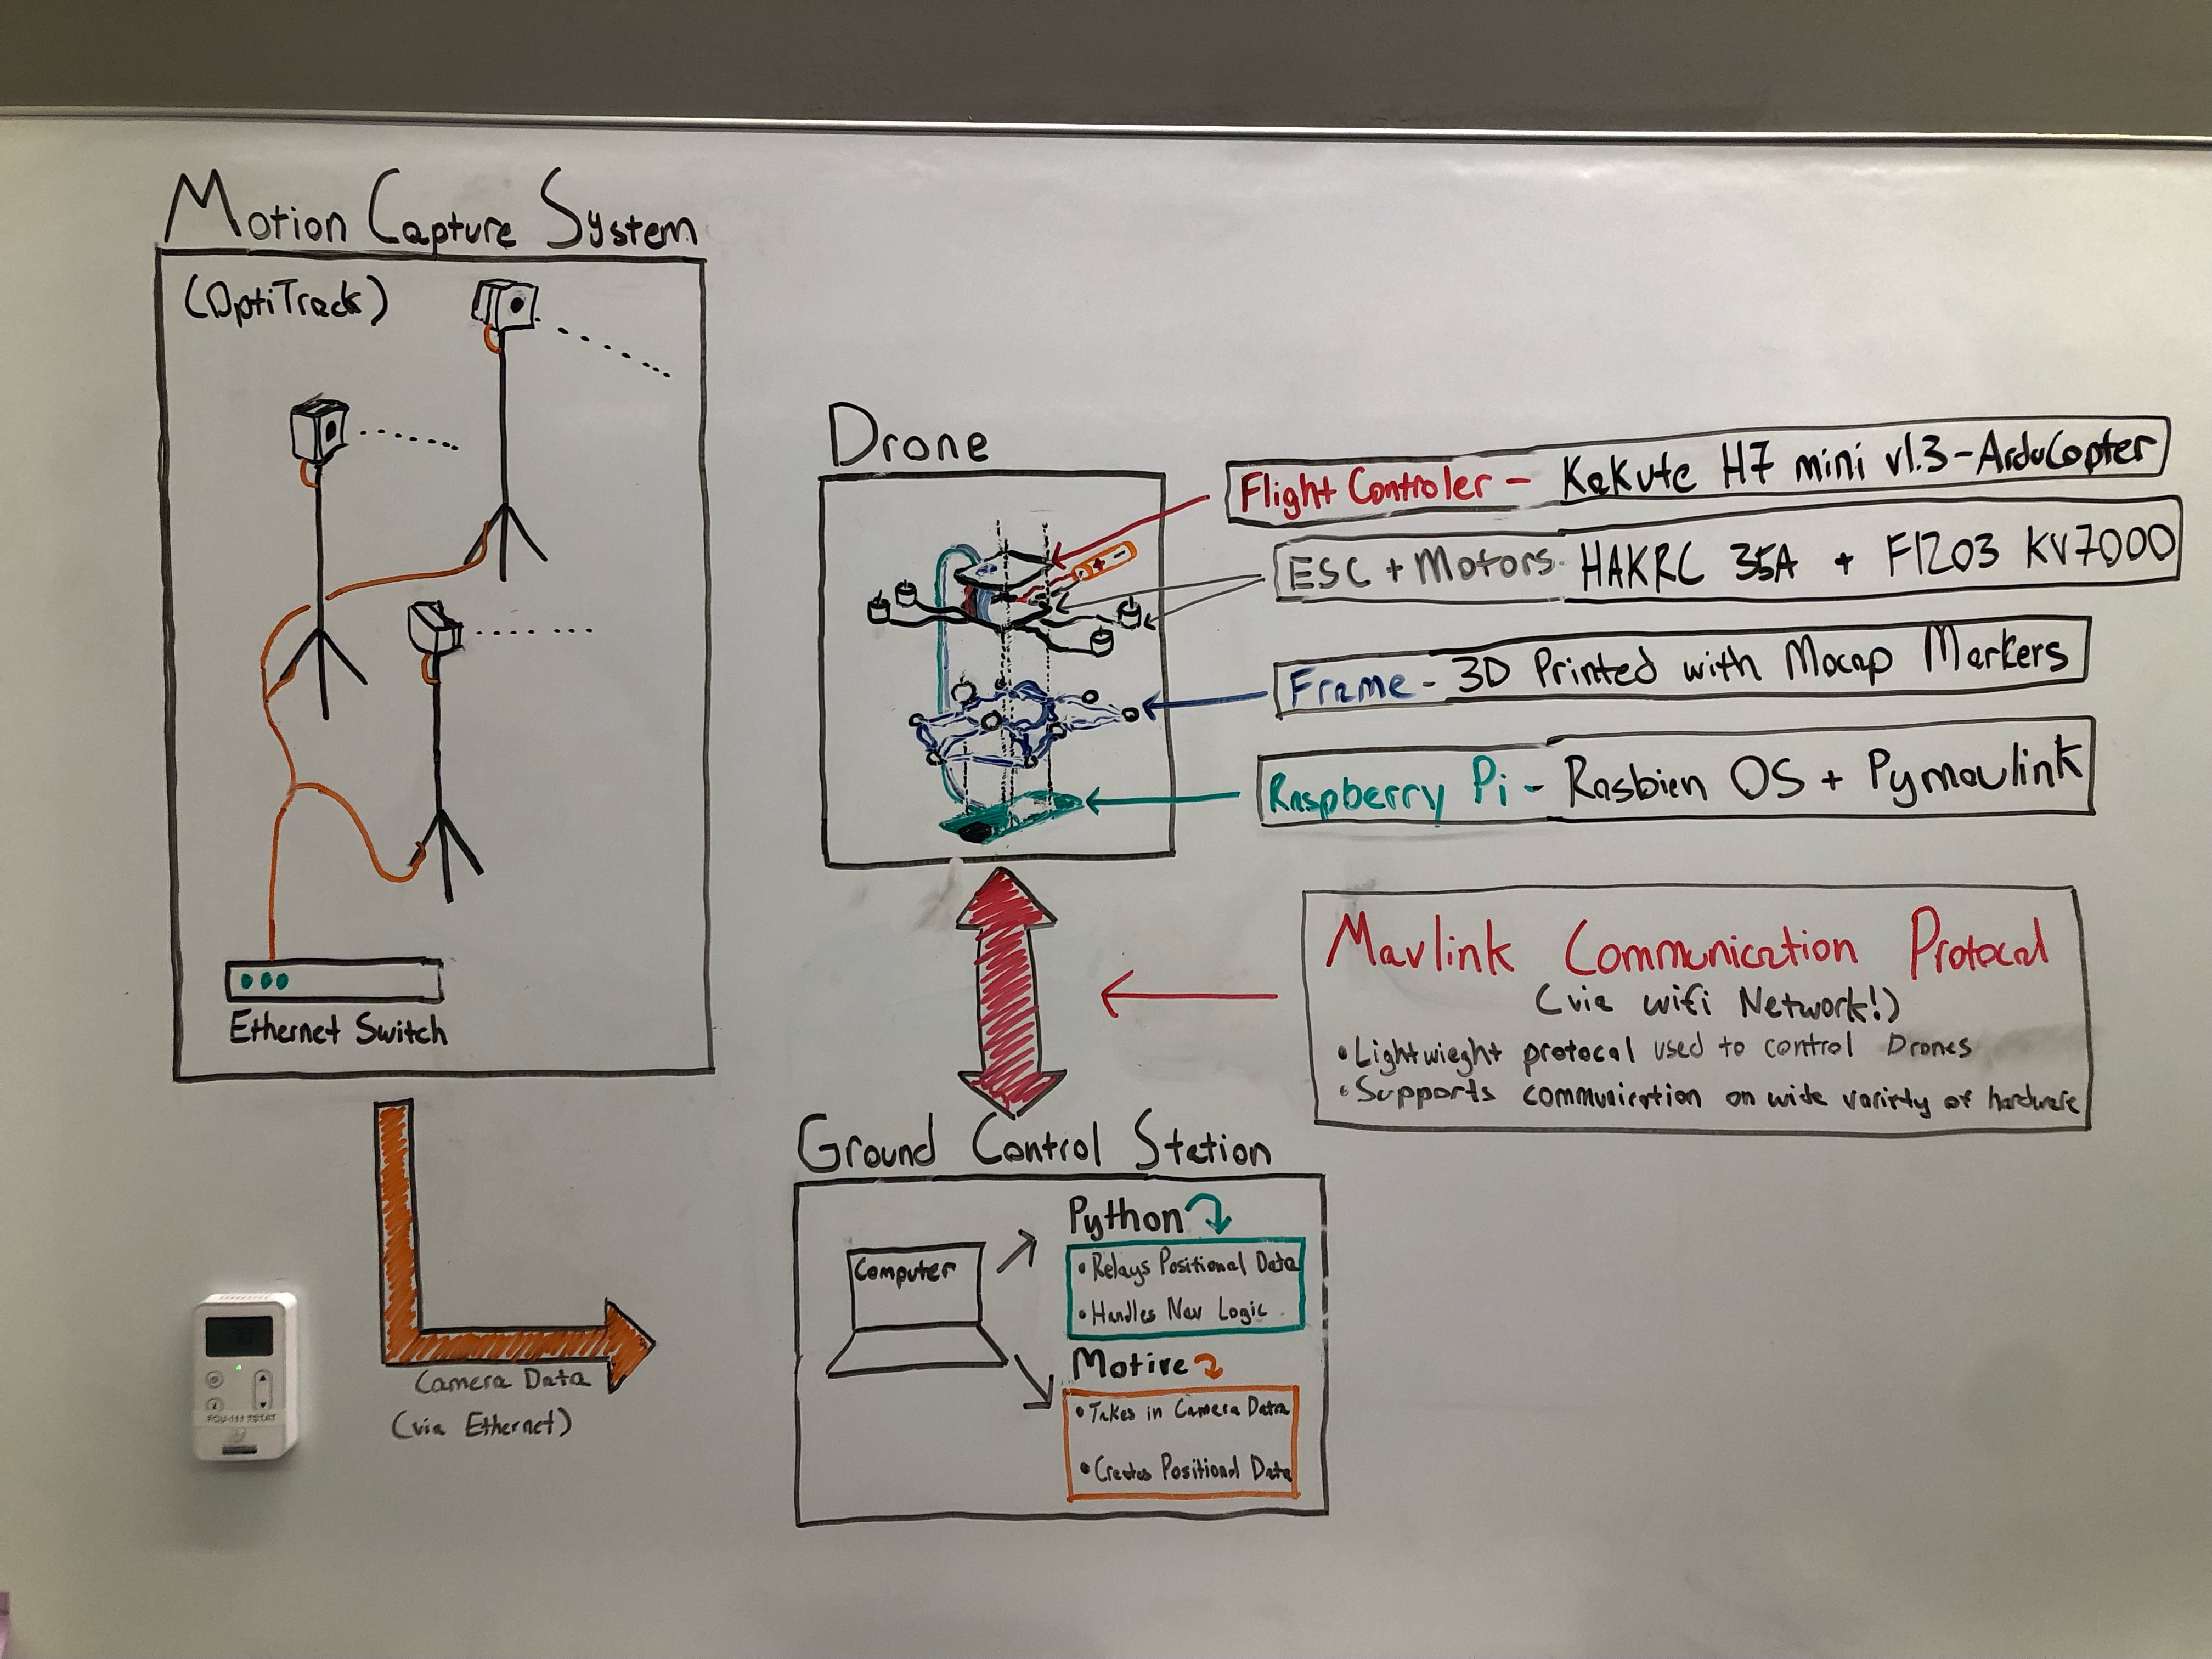 Motion Capture System
(OptiTrack)
Ethernet Switch
Camera Data
(via Ethernet)
FCU-111 TSTAT
Drone
+ -
Flight Controler - Kakute H7 mini v1.3-ArduCopter
ESC + Motors- HAKRC 35A + F1203 KV7000
Frame - 3D Printed with Mocap Markers
Raspberry Pi - Rasbien OS + Pymavlink
Mavlink Communication Protocal
(via wifi Network!)
• Lightwieght protocal used to control Drones
• Supports communication on wide variety of hardware
Ground Control Station
Computer
Python
• Relays Positional Data
• Handles Nav Logic
Motive
• Takes in Camera Data
• Creates Positional Data